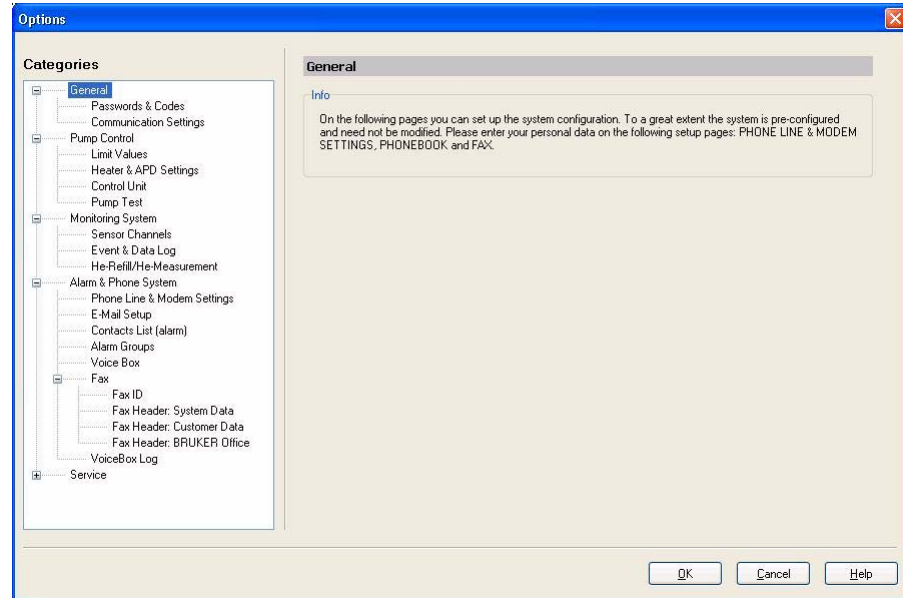 Options
Categories
General
Passwords & Codes
Communication Settings
Pump Control
Limit Values
Heater & APD Settings
Control Unit
Pump Test
Monitoring System
Sensor Channels
Event & Data Log
He-Refill/He-Measurement
Alarm & Phone System
Phone Line & Modem Settings
E-Mail Setup
Contacts List (alarm)
Alarm Groups
Voice Box
Fax
Fax ID
Fax Header: System Data
Fax Header: Customer Data
Fax Header: BRUKER Office
VoiceBox Log
Service
General
Info
On the following pages you can set up the system configuration. To a great extent the system is pre-configured
and need not be modified. Please enter your personal data on the following setup pages: PHONE LINE & MODEM
SETTINGS, PHONEBOOK and FAX.
OK
Cancel
Help